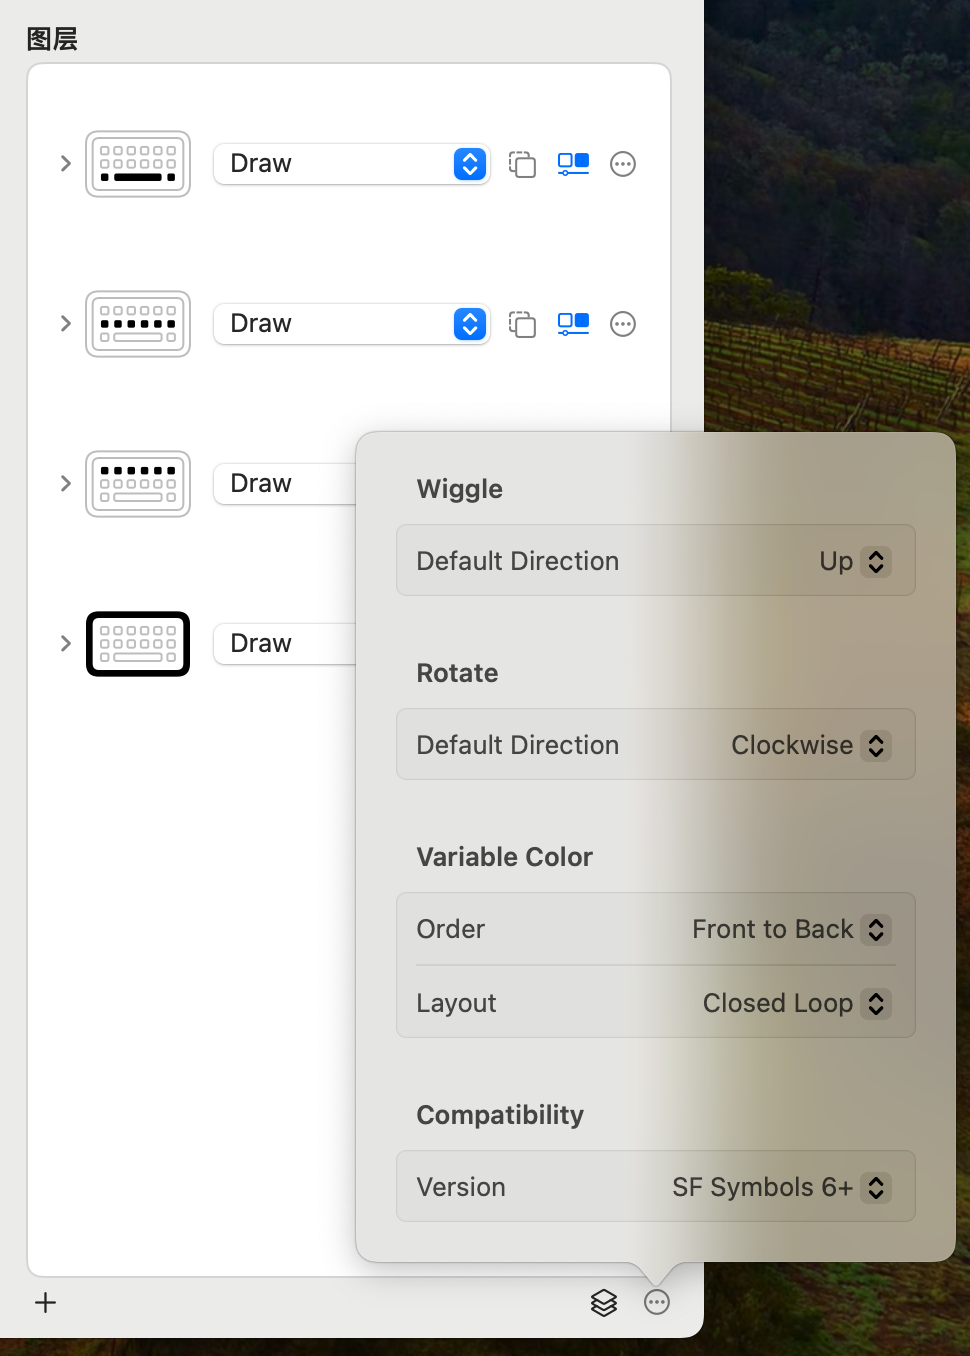 图层
Draw
Draw
Draw
Draw
Wiggle
Default Direction Up
Rotate
Default Direction Clockwise
Variable Color
Order Front to Back
Layout Closed Loop
Compatibility
Version SF Symbols 6+